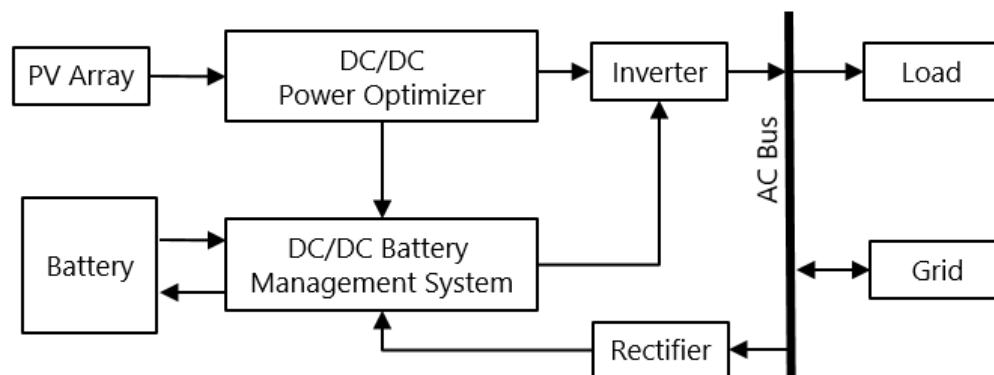 PV Array
DC/DC
Power Optimizer
Inverter
Load
AC Bus
Battery
DC/DC Battery
Management System
Grid
Rectifier